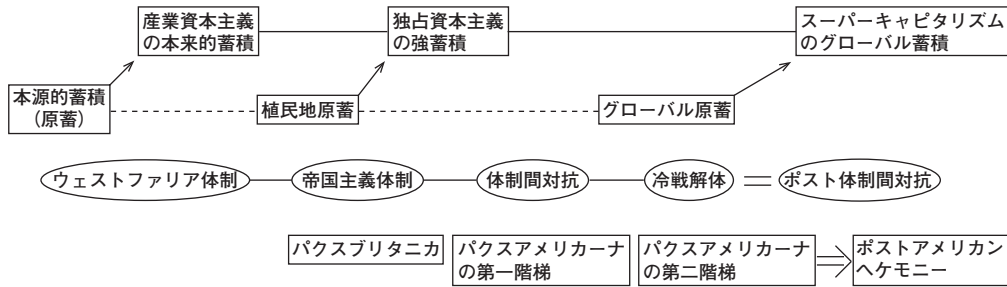 産業資本主義
の本来的蓄積
独占資本主義
の強蓄積
スーパーキャピタリズム
のグローバル蓄積
本源的蓄積
（原蓄）
植民地原蓄
グローバル原蓄
ウェストファリア体制
帝国主義体制
体制間対抗
冷戦解体
ポスト体制間対抗
パクスブリタニカ
パクスアメリカーナ
の第一階梯
パクスアメリカーナ
の第二階梯
ポストアメリカン
ヘケモニー